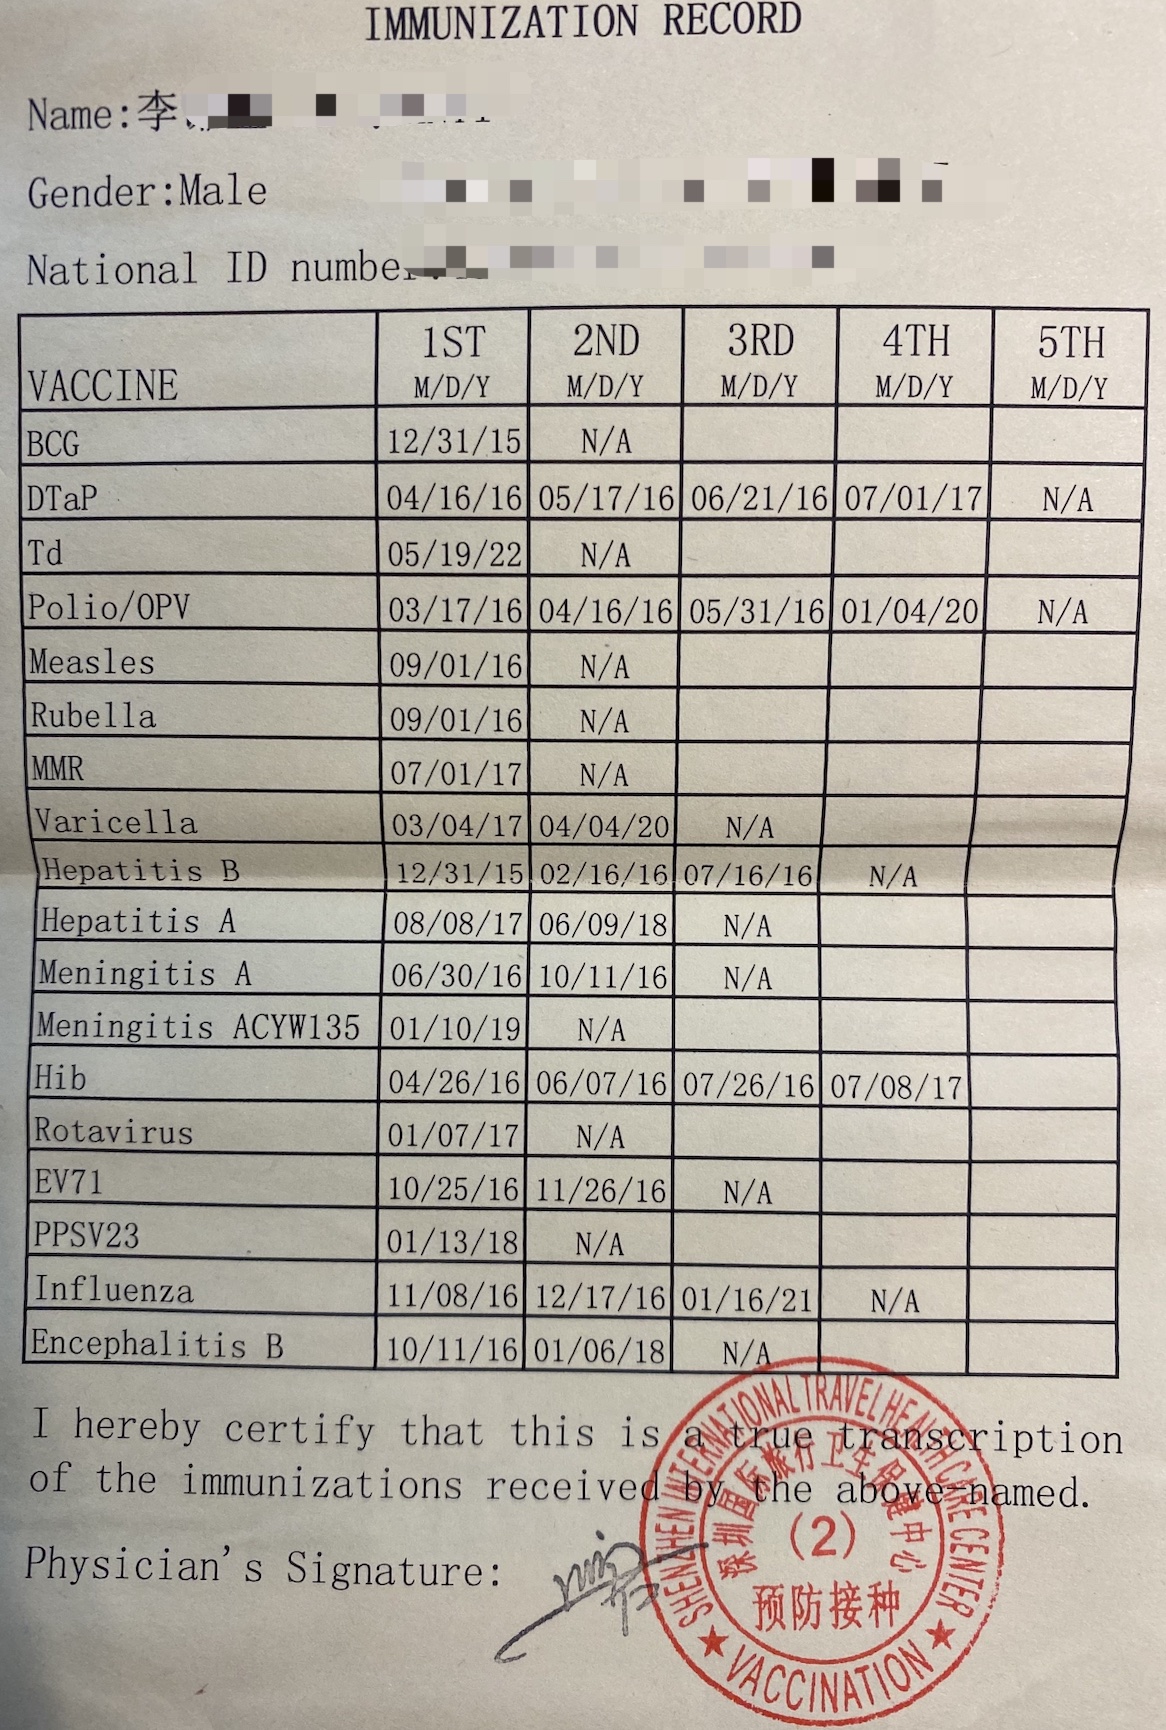 IMMUNIZATION RECORD
Name:李
Gender:Male
National ID number
VACCINE 1ST M/D/Y 2ND M/D/Y 3RD M/D/Y 4TH M/D/Y 5TH M/D/Y
BCG 12/31/15 N/A
DTaP 04/16/16 05/17/16 06/21/16 07/01/17 N/A
Td 05/19/22 N/A
Polio/OPV 03/17/16 04/16/16 05/31/16 01/04/20 N/A
Measles 09/01/16 N/A
Rubella 09/01/16 N/A
MMR 07/01/17 N/A
Varicella 03/04/17 04/04/20 N/A
Hepatitis B 12/31/15 02/16/16 07/16/16 N/A
Hepatitis A 08/08/17 06/09/18 N/A
Meningitis A 06/30/16 10/11/16 N/A
Meningitis ACYW135 01/10/19 N/A
Hib 04/26/16 06/07/16 07/26/16 07/08/17
Rotavirus 01/07/17 N/A
EV71 10/25/16 11/26/16 N/A
PPSV23 01/13/18 N/A
Influenza 11/08/16 12/17/16 01/16/21 N/A
Encephalitis B 10/11/16 01/06/18 N/A
I hereby certify that this is a true transcription
of the immunizations received by the above-named.
Physician's Signature:
SHENZHEN INTERNATIONAL TRAVEL HEALTHCARE CENTER
深圳国际旅行卫生保健中心
(2)
预防接种
★ VACCINATION ★